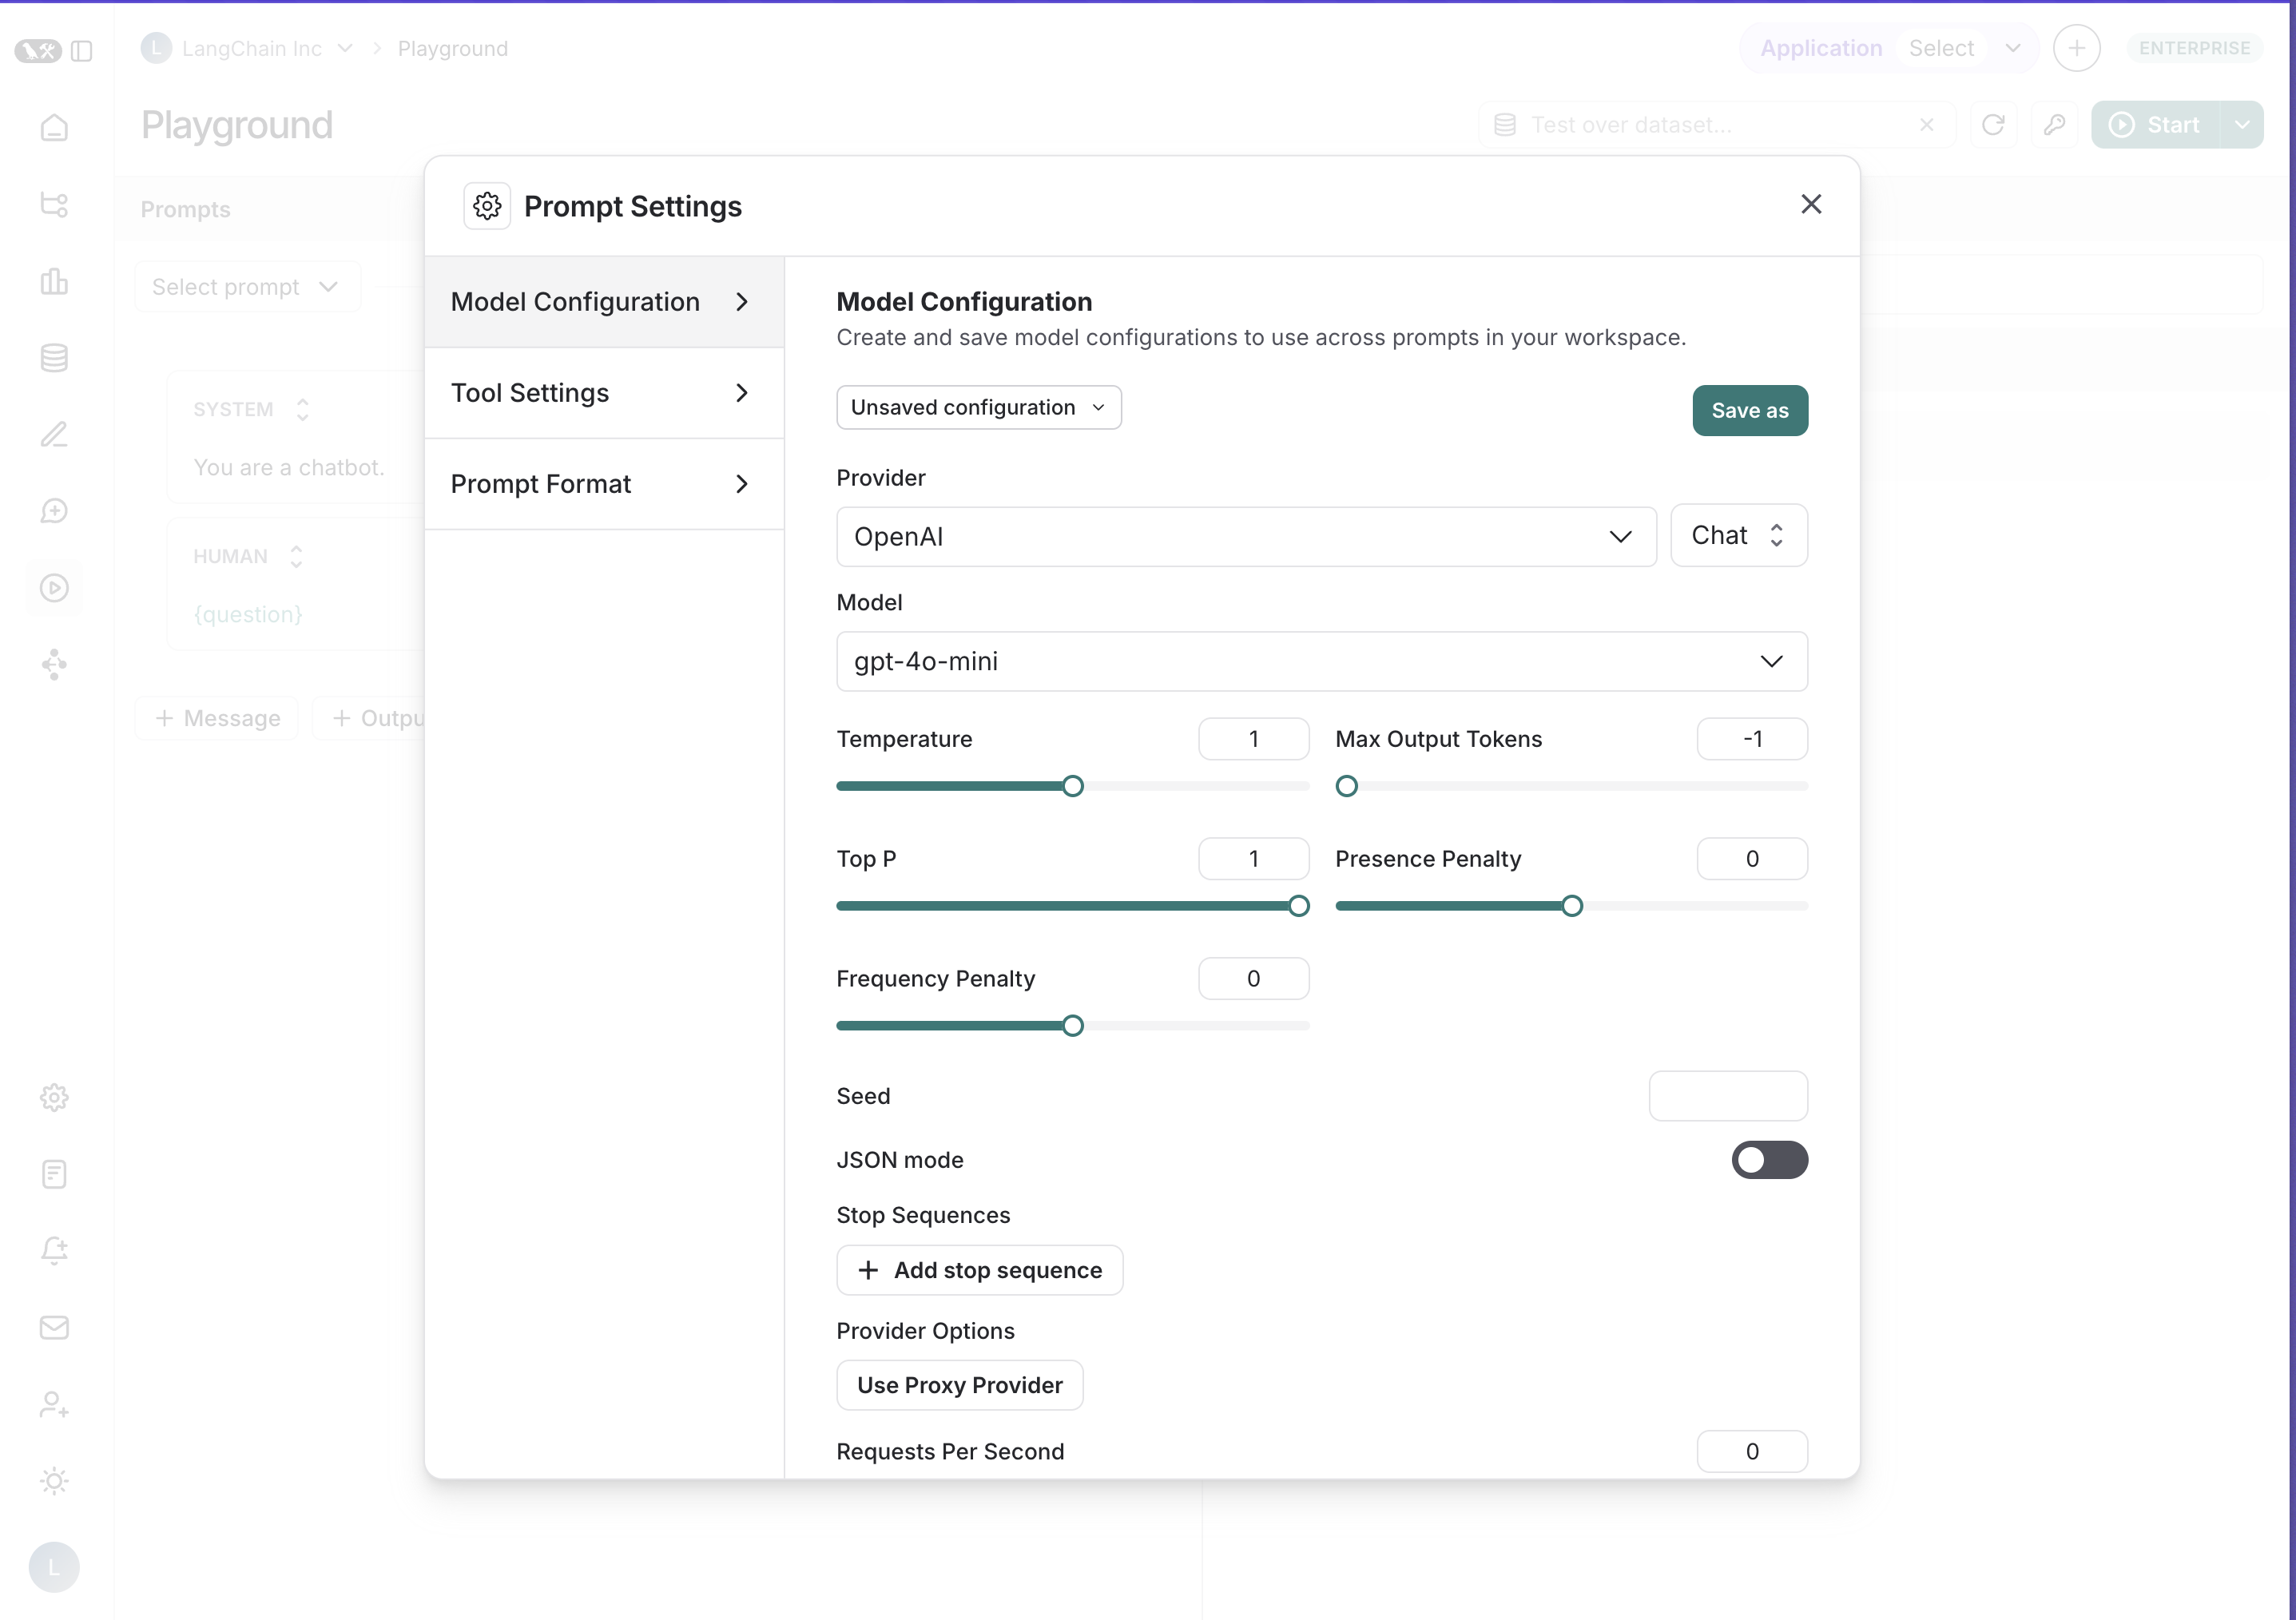 L LangChain Inc > Playground
Application Select
ENTERPRISE
Playground
Test over dataset...
Start
Prompts
Select prompt
SYSTEM
You are a chatbot.
HUMAN
{question}
+ Message
+ Outpu
Prompt Settings
Model Configuration
Tool Settings
Prompt Format
Model Configuration
Create and save model configurations to use across prompts in your workspace.
Unsaved configuration
Save as
Provider
OpenAI
Chat
Model
gpt-4o-mini
Temperature 1
Max Output Tokens -1
Top P 1
Presence Penalty 0
Frequency Penalty 0
Seed
JSON mode
Stop Sequences
+ Add stop sequence
Provider Options
Use Proxy Provider
Requests Per Second 0
L